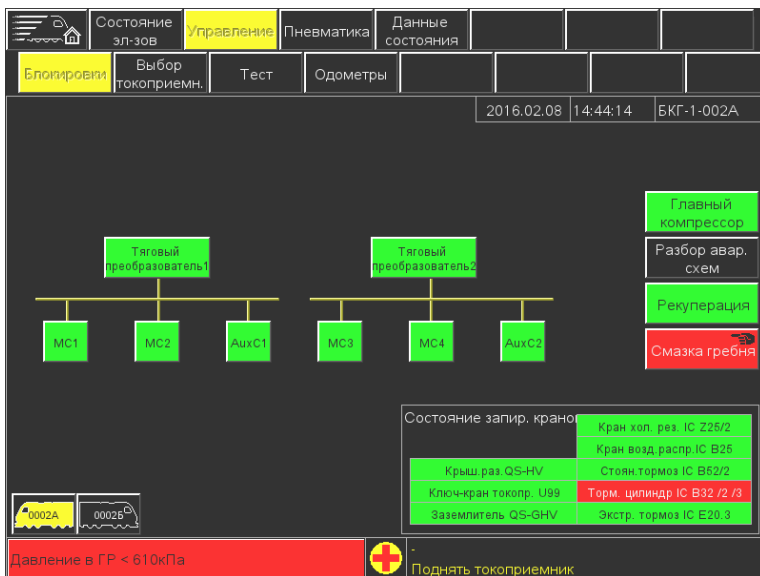 Состояние
эл-зов
Управление
Пневматика
Данные
состояния
Блокировки
Выбор
токоприемн.
Тест
Одометры
2016.02.08
14:44:14
БКГ-1-002А
Главный
компрессор
Тяговый
преобразователь1
Тяговый
преобразователь2
Разбор авар.
схем
Рекуперация
МС1
МС2
AuxC1
МС3
МС4
AuxC2
Смазка гребня
Состояние запир. кранов
Кран хол. рез. IC Z25/2
Кран возд.распр.IC B25
Крыш.раз.QS-HV
Стоян.тормоз IC B52/2
Ключ-кран токопр. U99
Торм. цилиндр IC B32 /2 /3
Заземлитель QS-GHV
Экстр. тормоз IC E20.3
0002А
0002Б
Давление в ГР < 610кПа
-
Поднять токоприемник